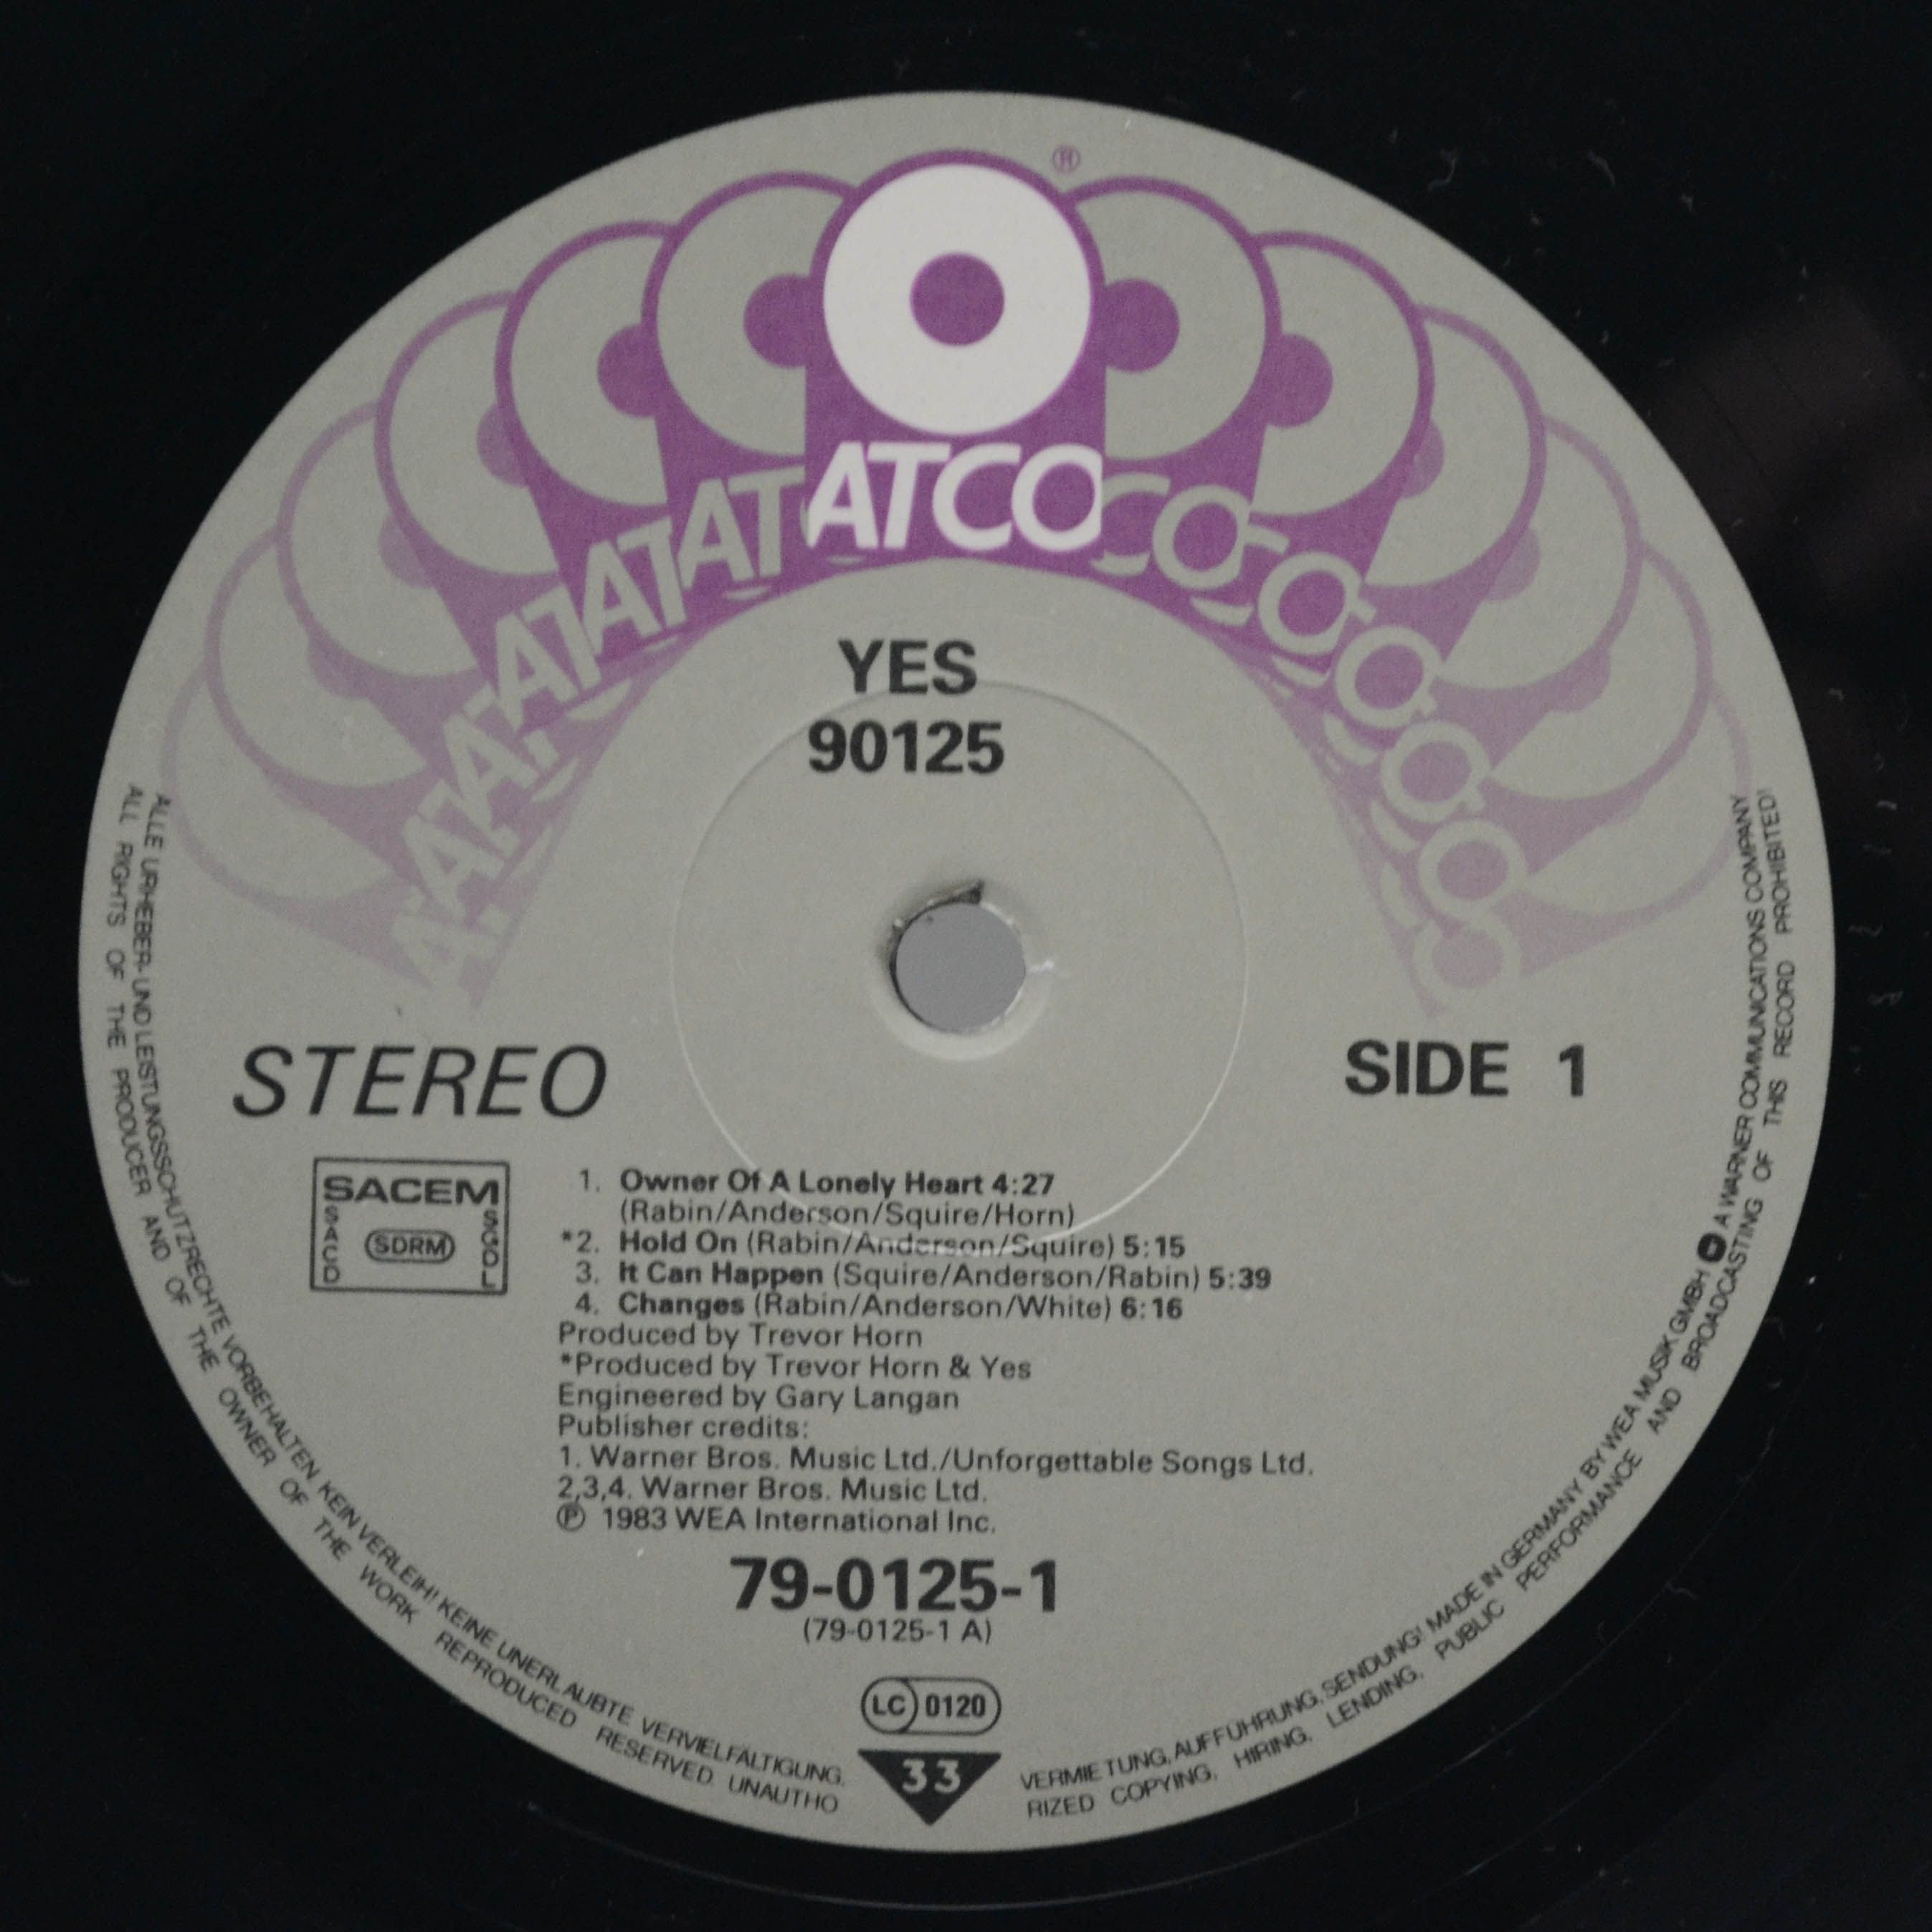 ®
ATCO
YES
90125
STEREO
SIDE 1
SACEM
SACD
SDRM
SGDL
1. Owner Of A Lonely Heart 4:27
(Rabin/Anderson/Squire/Horn)
*2. Hold On (Rabin/Anderson/Squire) 5:15
3. It Can Happen (Squire/Anderson/Rabin) 5:39
4. Changes (Rabin/Anderson/White) 6:16
Produced by Trevor Horn
*Produced by Trevor Horn & Yes
Engineered by Gary Langan
Publisher credits:
1. Warner Bros. Music Ltd./Unforgettable Songs Ltd.
2,3,4. Warner Bros. Music Ltd.
℗ 1983 WEA International Inc.
79-0125-1
(79-0125-1 A)
LC 0120
33
ALLE URHEBER- UND LEISTUNGSSCHUTZRECHTE VORBEHALTEN KEIN VERLEIH! KEINE UNERLAUBTE VERVIELFÄLTIGUNG, VERMIETUNG, AUFFÜHRUNG, SENDUNG! MADE IN GERMANY BY WEA MUSIK GMBH A WARNER COMMUNICATIONS COMPANY
ALL RIGHTS OF THE PRODUCER AND OF THE OWNER OF THE WORK REPRODUCED RESERVED. UNAUTHORIZED COPYING, HIRING, LENDING, PUBLIC PERFORMANCE AND BROADCASTING OF THIS RECORD PROHIBITED!